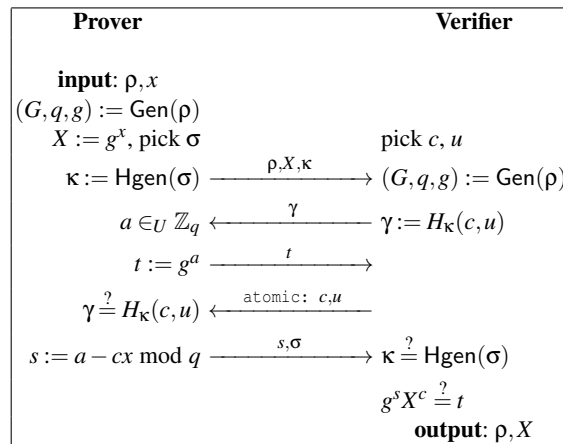 Prover Verifier
input: ρ, x
(G, q, g) := Gen(ρ)
X := g^x, pick σ pick c, u
κ := Hgen(σ) ρ,X,κ (G, q, g) := Gen(ρ)
a ∈_U ℤ_q γ γ := H_κ(c, u)
t := g^a t
γ ≟ H_κ(c, u) atomic: c,u
s := a − cx mod q s,σ κ ≟ Hgen(σ)
g^s X^c ≟ t
output: ρ, X